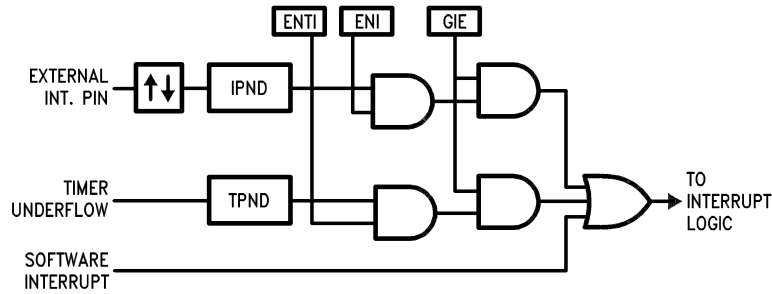 ENTI
ENI
GIE
EXTERNAL
INT. PIN
IPND
TIMER
UNDERFLOW
TPND
TO
INTERRUPT
LOGIC
SOFTWARE
INTERRUPT